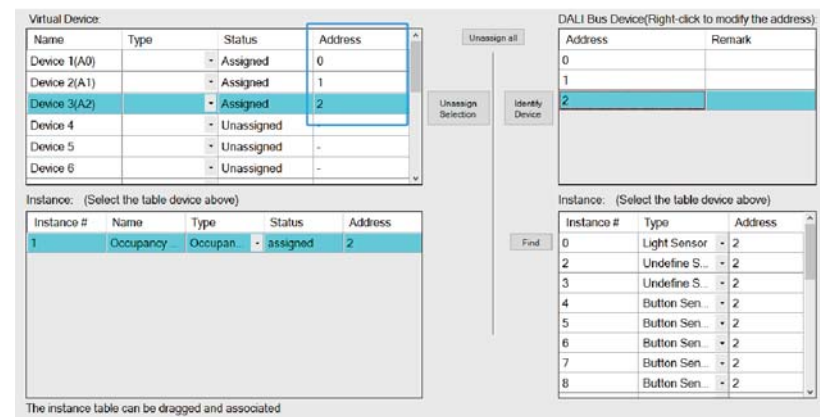 Virtual Device: DALI Bus Device(Right-click to modify the address):
Name Type Status Address Unassign all Address Remark
Device 1(A0) Assigned 0 0
Device 2(A1) Assigned 1 1
Device 3(A2) Assigned 2 2
Unassign Selection Identify Device
Device 4 Unassigned -
Device 5 Unassigned -
Device 6 Unassigned -
Instance: (Select the table device above) Instance: (Select the table device above)
Instance # Name Type Status Address Instance # Type Address
1 Occupancy ... Occupan... assigned 2 Find 0 Light Sensor 2
2 Undefine S... 2
3 Undefine S... 2
4 Button Sen... 2
5 Button Sen... 2
6 Button Sen... 2
7 Button Sen... 2
8 Button Sen... 2
The instance table can be dragged and associated